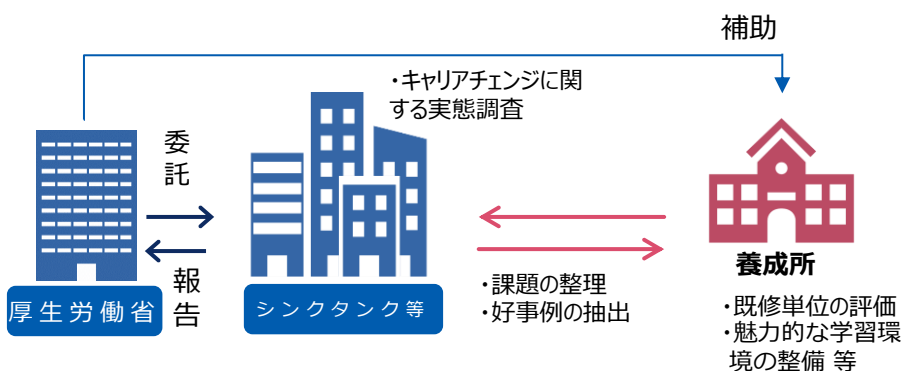 補助
・キャリアチェンジに関
する実態調査
委託
報告
厚生労働省
シンクタンク等
・課題の整理
・好事例の抽出
養成所
・既修単位の評価
・魅力的な学習環
境の整備 等